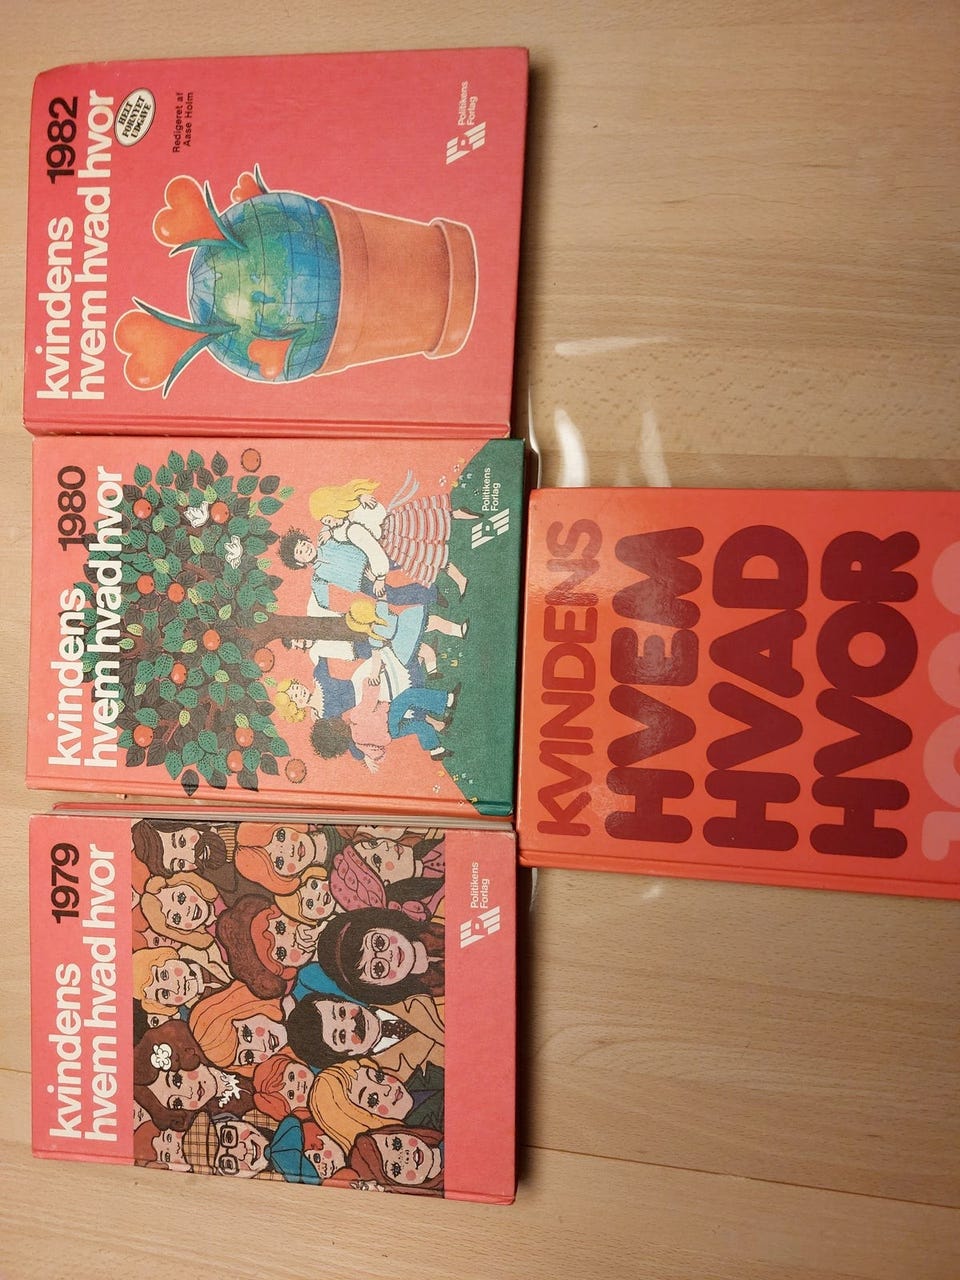 kvindens 1982
hvem hvad hvor
HELT
FORNYET
UDGAVE
Redigeret af
Aase Holm
Politikens
Forlag
kvindens 1980
hvem hvad hvor
Politikens
Forlag
kvindens 1979
hvem hvad hvor
Politikens
Forlag
KVINDENS
HVEM
HVAD
HVOR